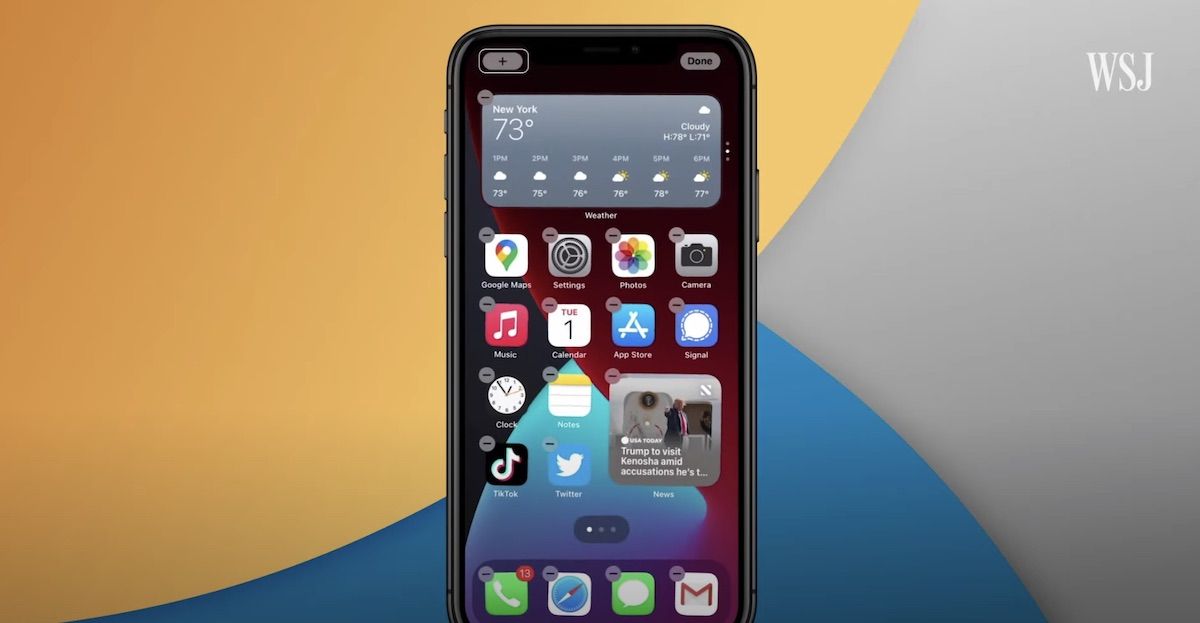 +
Done
WSJ
New York
73°
Cloudy
H:78° L:71°
1PM 2PM 3PM 4PM 5PM 6PM
73° 75° 76° 76° 78° 77°
Weather
Google Maps Settings Photos Camera
TUE
1
Music Calendar App Store Signal
Clock Notes
USA TODAY
Trump to visit
Kenosha amid
accusations he's t...
TikTok Twitter News
13